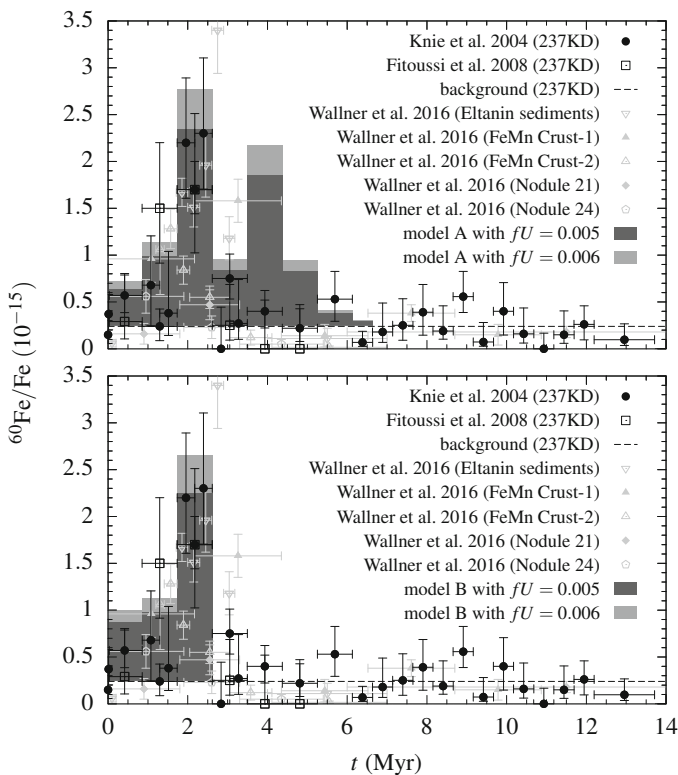 3.5
3
2.5
2
1.5
1
0.5
0
Knie et al. 2004 (237KD)
Fitoussi et al. 2008 (237KD)
background (237KD)
Wallner et al. 2016 (Eltanin sediments)
Wallner et al. 2016 (FeMn Crust-1)
Wallner et al. 2016 (FeMn Crust-2)
Wallner et al. 2016 (Nodule 21)
Wallner et al. 2016 (Nodule 24)
model A with fU = 0.005
model A with fU = 0.006
⁶⁰Fe/Fe (10⁻¹⁵)
3.5
3
2.5
2
1.5
1
0.5
0
Knie et al. 2004 (237KD)
Fitoussi et al. 2008 (237KD)
background (237KD)
Wallner et al. 2016 (Eltanin sediments)
Wallner et al. 2016 (FeMn Crust-1)
Wallner et al. 2016 (FeMn Crust-2)
Wallner et al. 2016 (Nodule 21)
Wallner et al. 2016 (Nodule 24)
model B with fU = 0.005
model B with fU = 0.006
0 2 4 6 8 10 12 14
t (Myr)